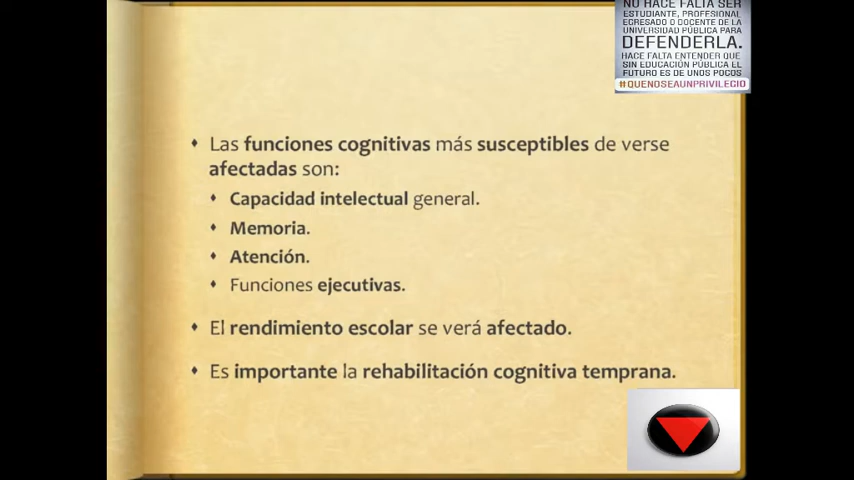 NO HACE FALTA SER
ESTUDIANTE, PROFESIONAL
EGRESADO O DOCENTE DE LA
UNIVERSIDAD PÚBLICA PARA
DEFENDERLA.
HACE FALTA ENTENDER QUE
SIN EDUCACIÓN PÚBLICA EL
FUTURO ES DE UNOS POCOS
#QUENOSEAUNPRIVILEGIO
Las funciones cognitivas más susceptibles de verse
afectadas son:
Capacidad intelectual general.
Memoria.
Atención.
Funciones ejecutivas.
El rendimiento escolar se verá afectado.
Es importante la rehabilitación cognitiva temprana.